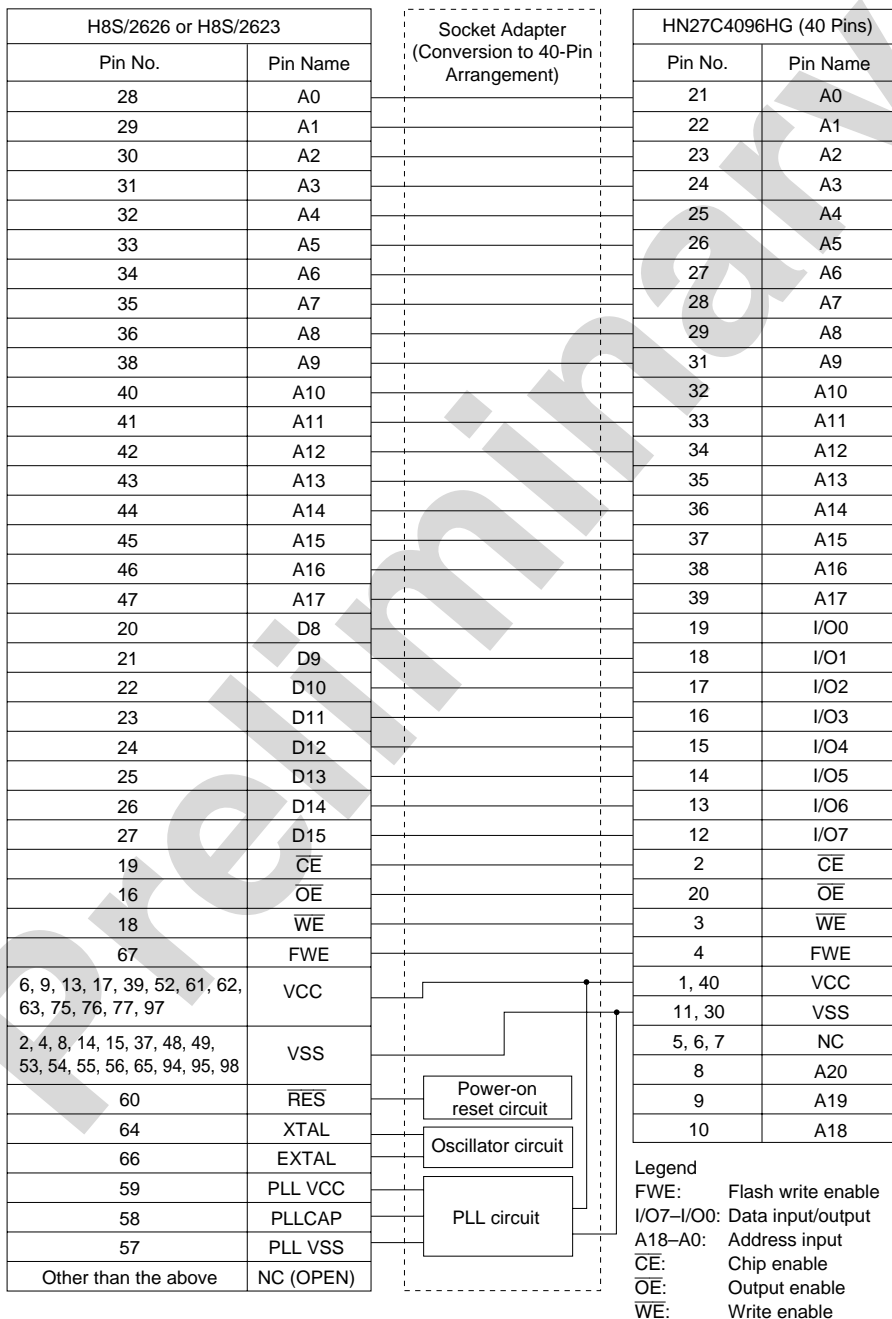 H8S/2626 or H8S/2623
Pin No. Pin Name
28 A0
29 A1
30 A2
31 A3
32 A4
33 A5
34 A6
35 A7
36 A8
38 A9
40 A10
41 A11
42 A12
43 A13
44 A14
45 A15
46 A16
47 A17
20 D8
21 D9
22 D10
23 D11
24 D12
25 D13
26 D14
27 D15
19 C̅E̅
16 O̅E̅
18 W̅E̅
67 FWE
6, 9, 13, 17, 39, 52, 61, 62,
63, 75, 76, 77, 97 VCC
2, 4, 8, 14, 15, 37, 48, 49,
53, 54, 55, 56, 65, 94, 95, 98 VSS
60 R̅E̅S̅
64 XTAL
66 EXTAL
59 PLL VCC
58 PLLCAP
57 PLL VSS
Other than the above NC (OPEN)
Socket Adapter
(Conversion to 40-Pin
Arrangement)
Power-on
reset circuit
Oscillator circuit
PLL circuit
HN27C4096HG (40 Pins)
Pin No. Pin Name
21 A0
22 A1
23 A2
24 A3
25 A4
26 A5
27 A6
28 A7
29 A8
31 A9
32 A10
33 A11
34 A12
35 A13
36 A14
37 A15
38 A16
39 A17
19 I/O0
18 I/O1
17 I/O2
16 I/O3
15 I/O4
14 I/O5
13 I/O6
12 I/O7
2 C̅E̅
20 O̅E̅
3 W̅E̅
4 FWE
1, 40 VCC
11, 30 VSS
5, 6, 7 NC
8 A20
9 A19
10 A18
Legend
FWE: Flash write enable
I/O7–I/O0: Data input/output
A18–A0: Address input
C̅E̅: Chip enable
O̅E̅: Output enable
W̅E̅: Write enable
Preliminary